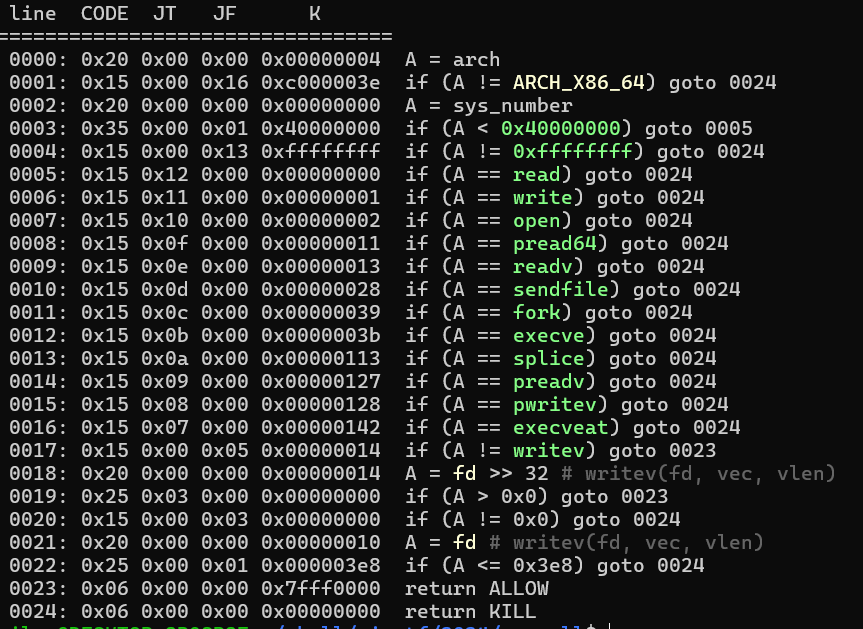 line  CODE  JT   JF      K
=================================
0000: 0x20 0x00 0x00 0x00000004  A = arch
0001: 0x15 0x00 0x16 0xc000003e  if (A != ARCH_X86_64) goto 0024
0002: 0x20 0x00 0x00 0x00000000  A = sys_number
0003: 0x35 0x00 0x01 0x40000000  if (A < 0x40000000) goto 0005
0004: 0x15 0x00 0x13 0xffffffff  if (A != 0xffffffff) goto 0024
0005: 0x15 0x12 0x00 0x00000000  if (A == read) goto 0024
0006: 0x15 0x11 0x00 0x00000001  if (A == write) goto 0024
0007: 0x15 0x10 0x00 0x00000002  if (A == open) goto 0024
0008: 0x15 0x0f 0x00 0x00000011  if (A == pread64) goto 0024
0009: 0x15 0x0e 0x00 0x00000013  if (A == readv) goto 0024
0010: 0x15 0x0d 0x00 0x00000028  if (A == sendfile) goto 0024
0011: 0x15 0x0c 0x00 0x00000039  if (A == fork) goto 0024
0012: 0x15 0x0b 0x00 0x0000003b  if (A == execve) goto 0024
0013: 0x15 0x0a 0x00 0x00000113  if (A == splice) goto 0024
0014: 0x15 0x09 0x00 0x00000127  if (A == preadv) goto 0024
0015: 0x15 0x08 0x00 0x00000128  if (A == pwritev) goto 0024
0016: 0x15 0x07 0x00 0x00000142  if (A == execveat) goto 0024
0017: 0x15 0x00 0x05 0x00000014  if (A != writev) goto 0023
0018: 0x20 0x00 0x00 0x00000014  A = fd >> 32 # writev(fd, vec, vlen)
0019: 0x25 0x03 0x00 0x00000000  if (A > 0x0) goto 0023
0020: 0x15 0x00 0x03 0x00000000  if (A != 0x0) goto 0024
0021: 0x20 0x00 0x00 0x00000010  A = fd # writev(fd, vec, vlen)
0022: 0x25 0x00 0x01 0x000003e8  if (A <= 0x3e8) goto 0024
0023: 0x06 0x00 0x00 0x7fff0000  return ALLOW
0024: 0x06 0x00 0x00 0x00000000  return KILL